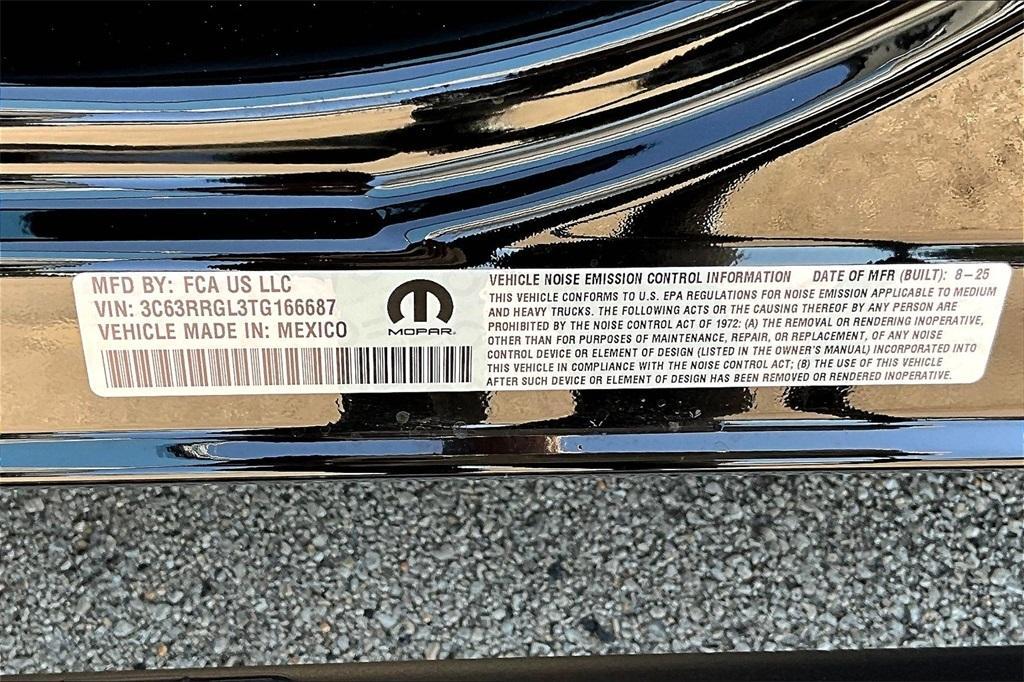 MFD BY: FCA US LLC
VIN: 3C63RRGL3TG166687
VEHICLE MADE IN: MEXICO
MOPAR
VEHICLE NOISE EMISSION CONTROL INFORMATION DATE OF MFR (BUILT): 8-25
THIS VEHICLE CONFORMS TO U.S. EPA REGULATIONS FOR NOISE EMISSION APPLICABLE TO MEDIUM
AND HEAVY TRUCKS. THE FOLLOWING ACTS OR THE CAUSING THEREOF BY ANY PERSON ARE
PROHIBITED BY THE NOISE CONTROL ACT OF 1972: (A) THE REMOVAL OR RENDERING INOPERATIVE,
OTHER THAN FOR PURPOSES OF MAINTENANCE, REPAIR, OR REPLACEMENT, OF ANY NOISE
CONTROL DEVICE OR ELEMENT OF DESIGN (LISTED IN THE OWNER'S MANUAL) INCORPORATED INTO
THIS VEHICLE IN COMPLIANCE WITH THE NOISE CONTROL ACT; (B) THE USE OF THIS VEHICLE
AFTER SUCH DEVICE OR ELEMENT OF DESIGN HAS BEEN REMOVED OR RENDERED INOPERATIVE.